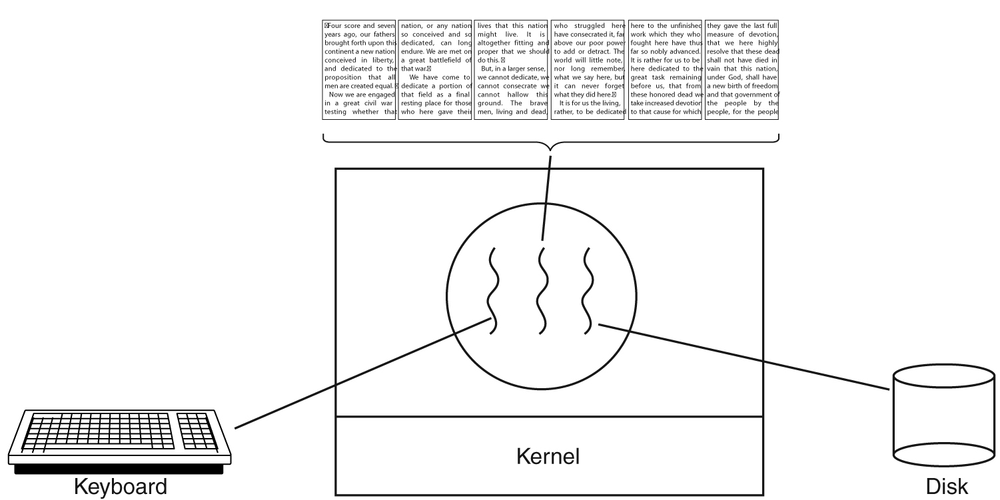 Four score and seven
years ago, our fathers
brought forth upon this
continent a new nation
conceived in liberty,
and dedicated to the
proposition that all
men are created equal.
Now we are engaged
in a great civil war
testing whether that
nation, or any nation
so conceived and so
dedicated, can long
endure. We are met on
a great battlefield of
that war.
We have come to
dedicate a portion of
that field as a final
resting place for those
who here gave their
lives that this nation
might live. It is
altogether fitting and
proper that we should
do this.
But, in a larger sense,
we cannot dedicate, we
cannot consecrate we
cannot hallow this
ground. The brave
men, living and dead,
who struggled here
have consecrated it, far
above our poor power
to add or detract. The
world will little note,
nor long remember,
what we say here, but
it can never forget
what they did here.
It is for us the living,
rather, to be dedicated
here to the unfinished
work which they who
fought here have thus
far so nobly advanced.
It is rather for us to be
here dedicated to the
great task remaining
before us, that from
these honored dead we
take increased devotion
to that cause for which
they gave the last full
measure of devotion,
that we here highly
resolve that these dead
shall not have died in
vain that this nation,
under God, shall have
a new birth of freedom
and that government of
the people by the
people, for the people
Kernel
Keyboard
Disk